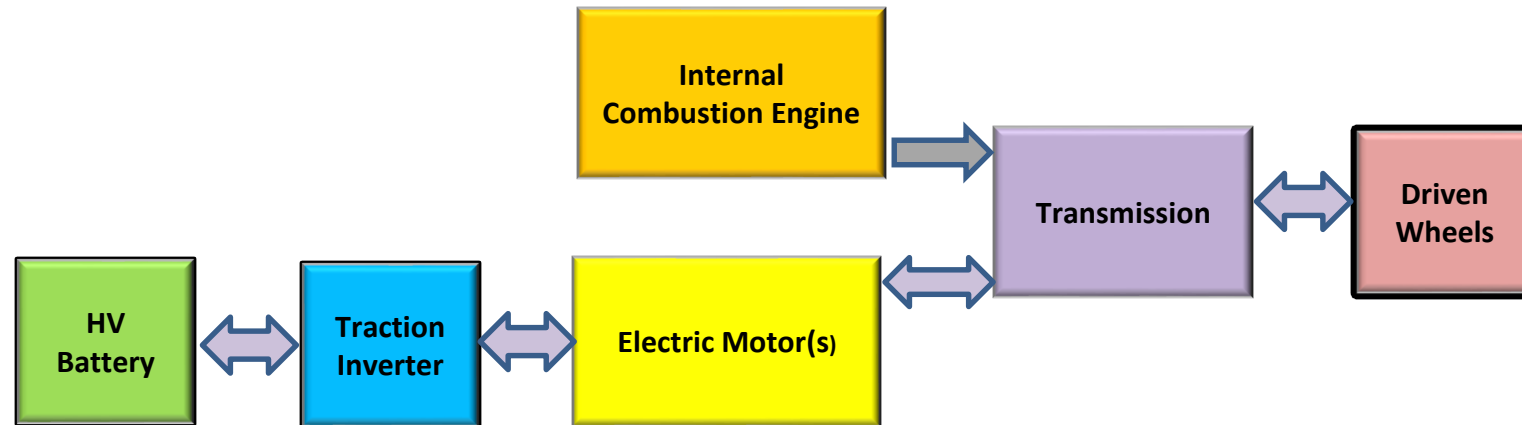 Internal
Combustion Engine
Transmission
Driven
Wheels
HV
Battery
Traction
Inverter
Electric Motor(s)